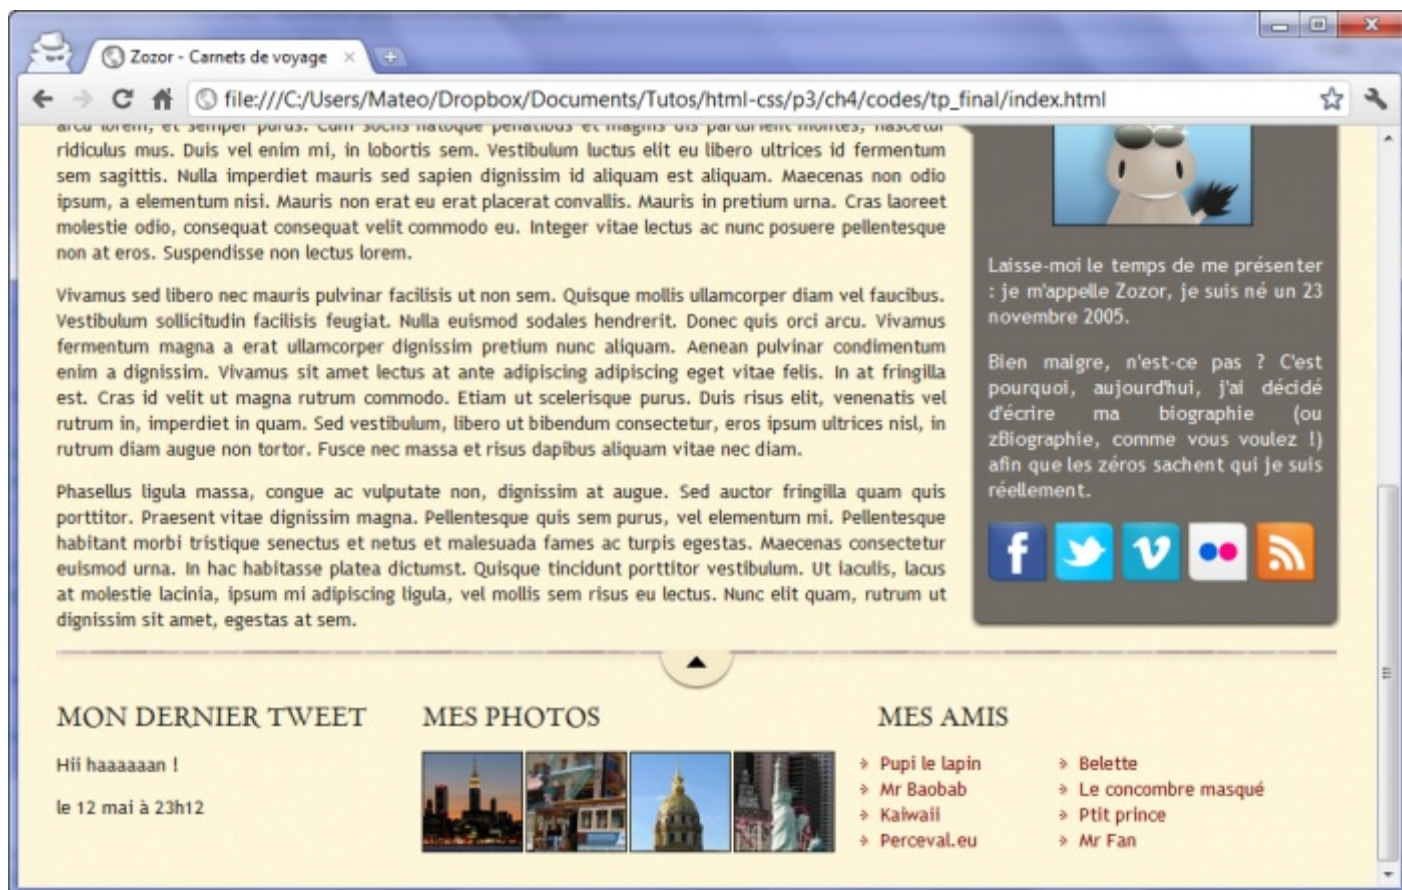 Zozor - Carnets de voyage
file:///C:/Users/Mateo/Dropbox/Documents/Tutos/html-css/p3/ch4/codes/tp_final/index.html
arcu lorem, et semper purus. Cum sociis natoque penatibus et magnis dis parturient montes, nascetur
ridiculus mus. Duis vel enim mi, in lobortis sem. Vestibulum luctus elit eu libero ultrices id fermentum
sem sagittis. Nulla imperdiet mauris sed sapien dignissim id aliquam est aliquam. Maecenas non odio
ipsum, a elementum nisi. Mauris non erat eu erat placerat convallis. Mauris in pretium urna. Cras laoreet
molestie odio, consequat consequat velit commodo eu. Integer vitae lectus ac nunc posuere pellentesque
non at eros. Suspendisse non lectus lorem.
Vivamus sed libero nec mauris pulvinar facilisis ut non sem. Quisque mollis ullamcorper diam vel faucibus.
Vestibulum sollicitudin facilisis feugiat. Nulla euismod sodales hendrerit. Donec quis orci arcu. Vivamus
fermentum magna a erat ullamcorper dignissim pretium nunc aliquam. Aenean pulvinar condimentum
enim a dignissim. Vivamus sit amet lectus at ante adipiscing adipiscing eget vitae felis. In at fringilla
est. Cras id velit ut magna rutrum commodo. Etiam ut scelerisque purus. Duis risus elit, venenatis vel
rutrum in, imperdiet in quam. Sed vestibulum, libero ut bibendum consectetur, eros ipsum ultrices nisl, in
rutrum diam augue non tortor. Fusce nec massa et risus dapibus aliquam vitae nec diam.
Phasellus ligula massa, congue ac vulputate non, dignissim at augue. Sed auctor fringilla quam quis
porttitor. Praesent vitae dignissim magna. Pellentesque quis sem purus, vel elementum mi. Pellentesque
habitant morbi tristique senectus et netus et malesuada fames ac turpis egestas. Maecenas consectetur
euismod urna. In hac habitasse platea dictumst. Quisque tincidunt porttitor vestibulum. Ut iaculis, lacus
at molestie lacinia, ipsum mi adipiscing ligula, vel mollis sem risus eu lectus. Nunc elit quam, rutrum ut
dignissim sit amet, egestas at sem.
Laisse-moi le temps de me présenter
: je m'appelle Zozor, je suis né un 23
novembre 2005.
Bien maigre, n'est-ce pas ? C'est
pourquoi, aujourd'hui, j'ai décidé
d'écrire ma biographie (ou
zBiographie, comme vous voulez !)
afin que les zéros sachent qui je suis
réellement.
MON DERNIER TWEET
Hii haaaaaan !
le 12 mai à 23h12
MES PHOTOS
MES AMIS
Pupi le lapin
Mr Baobab
Kaiwaii
Perceval.eu
Belette
Le concombre masqué
Ptit prince
Mr Fan